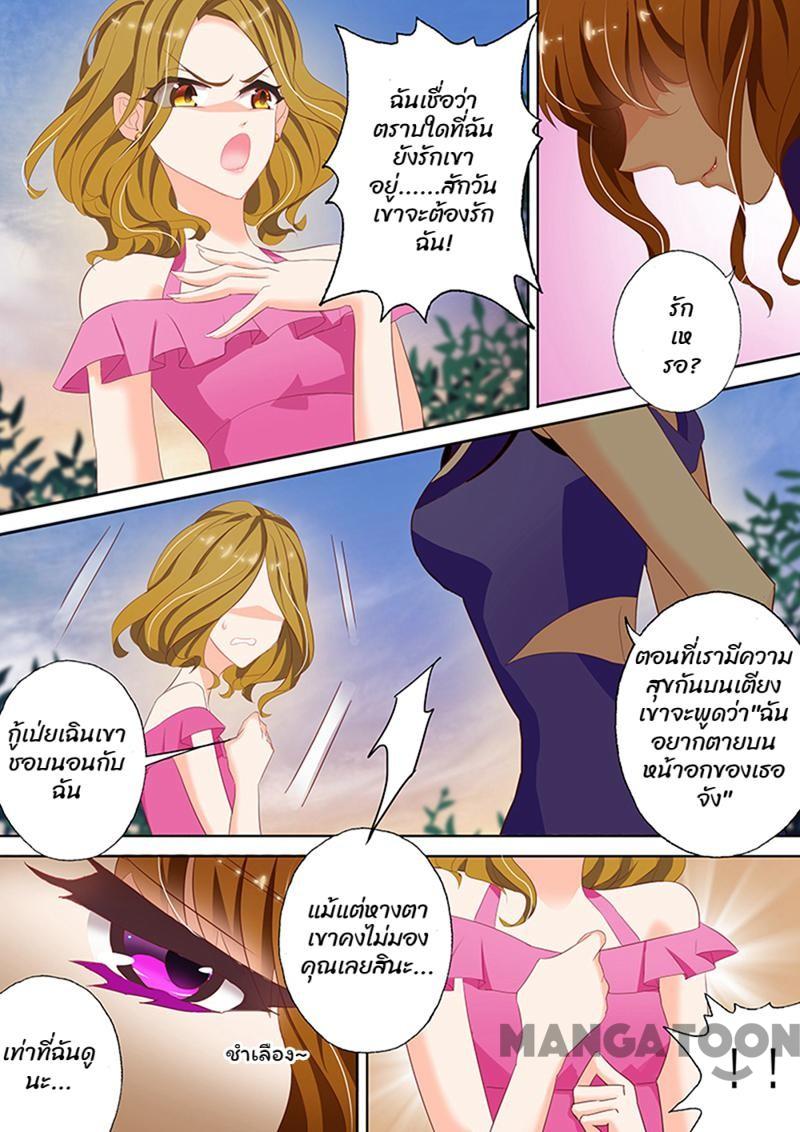 ฉันเชื่อว่า
ตราบใดที่ฉัน
ยังรักเขา
อยู่......สักวัน
เขาจะต้องรัก
ฉัน!
รัก
เห
รอ?
กู้เป่ยเฉินเขา
ชอบนอนกับ
ฉัน
ตอนที่เรามีความ
สุขกันบนเตียง
เขาจะพูดว่า"ฉัน
อยากตายบน
หน้าอกของเธอ
จัง"
แม้แต่หางตา
เขาคงไม่มอง
คุณเลยสินะ...
เท่าที่ฉันดู
นะ...
ชำเลือง~
!!
MANGATOON